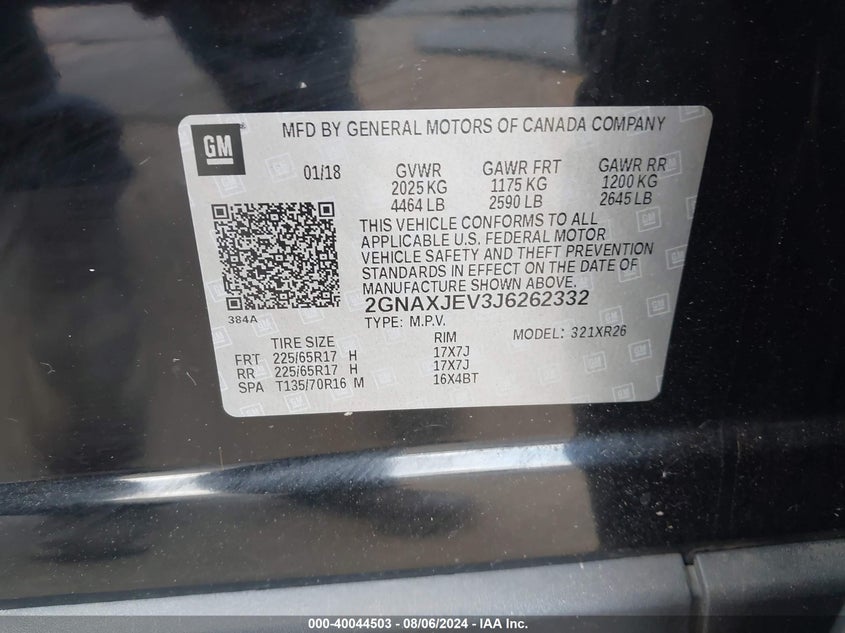 GM
MFD BY GENERAL MOTORS OF CANADA COMPANY
01/18 GVWR GAWR FRT GAWR RR
2025 KG 1175 KG 1200 KG
4464 LB 2590 LB 2645 LB
THIS VEHICLE CONFORMS TO ALL
APPLICABLE U.S. FEDERAL MOTOR
VEHICLE SAFETY AND THEFT PREVENTION
STANDARDS IN EFFECT ON THE DATE OF
MANUFACTURE SHOWN ABOVE.
2GNAXJEV3J6262332
384A TYPE: M.P.V. MODEL: 321XR26
TIRE SIZE RIM
FRT 225/65R17 H 17X7J
RR 225/65R17 H 17X7J
SPA T135/70R16 M 16X4BT
000-40044503 - 08/06/2024 - IAA Inc.